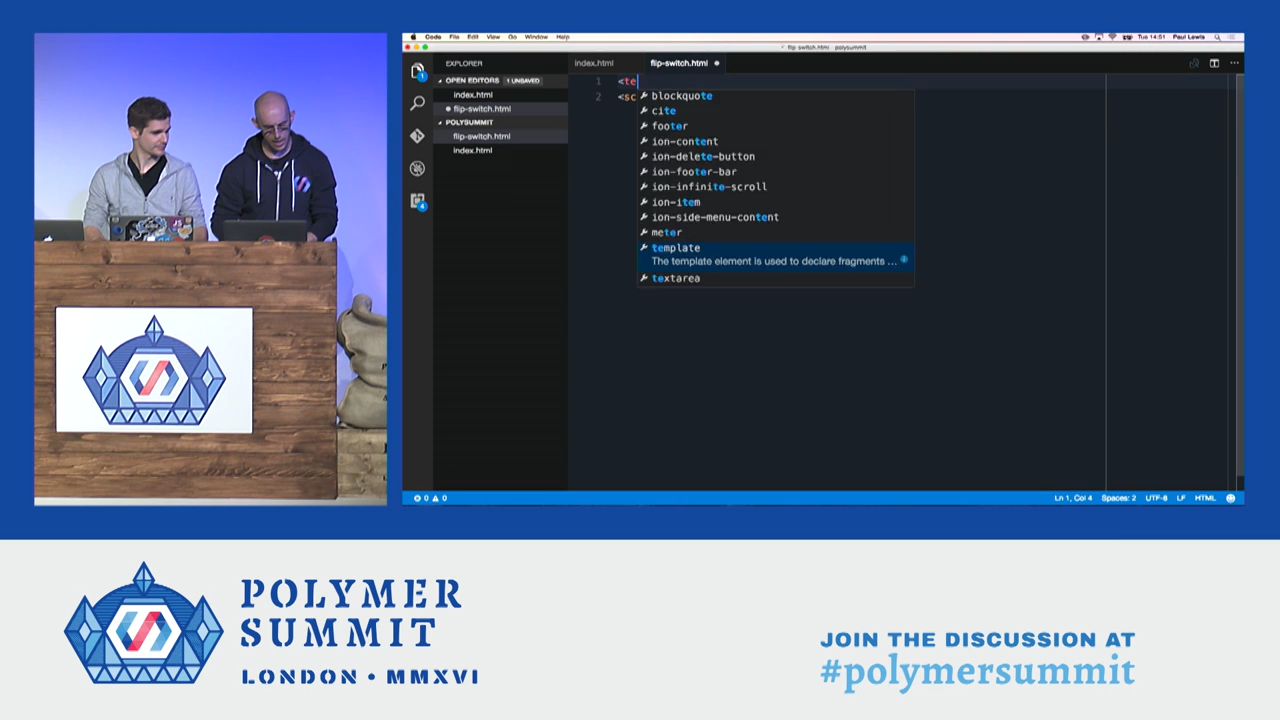 Code File Edit View Go Window Help
Tue 14:51 Paul Lewis
flip-switch.html polysummit
EXPLORER
index.html
flip-switch.html
OPEN EDITORS 1 UNSAVED
index.html
flip-switch.html
POLYSUMMIT
flip-switch.html
index.html
1
4
1 <te
2 <sc
blockquote
cite
footer
ion-content
ion-delete-button
ion-footer-bar
ion-infinite-scroll
ion-item
ion-side-menu-content
meter
template
The template element is used to declare fragments ...
textarea
0 0
Ln 1, Col 4 Spaces: 2 UTF-8 LF HTML
POLYMER
SUMMIT
LONDON • MMXVI
JOIN THE DISCUSSION AT
#polymersummit